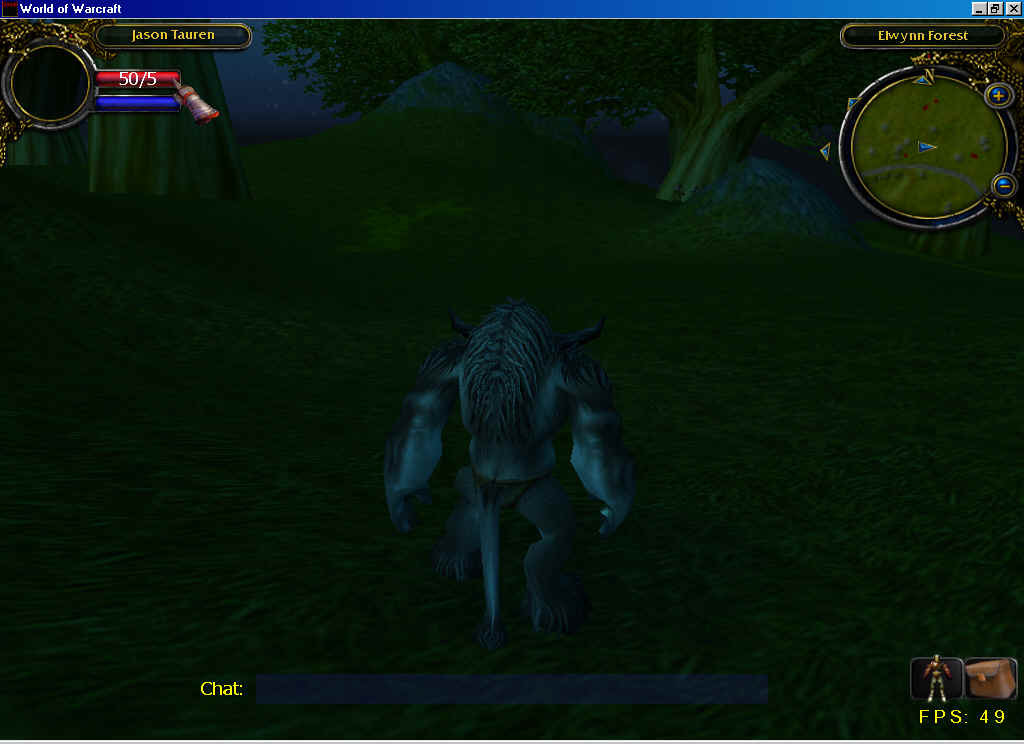 World of Warcraft
Jason Tauren
Elwynn Forest
50/5
N
Chat:
FPS: 49